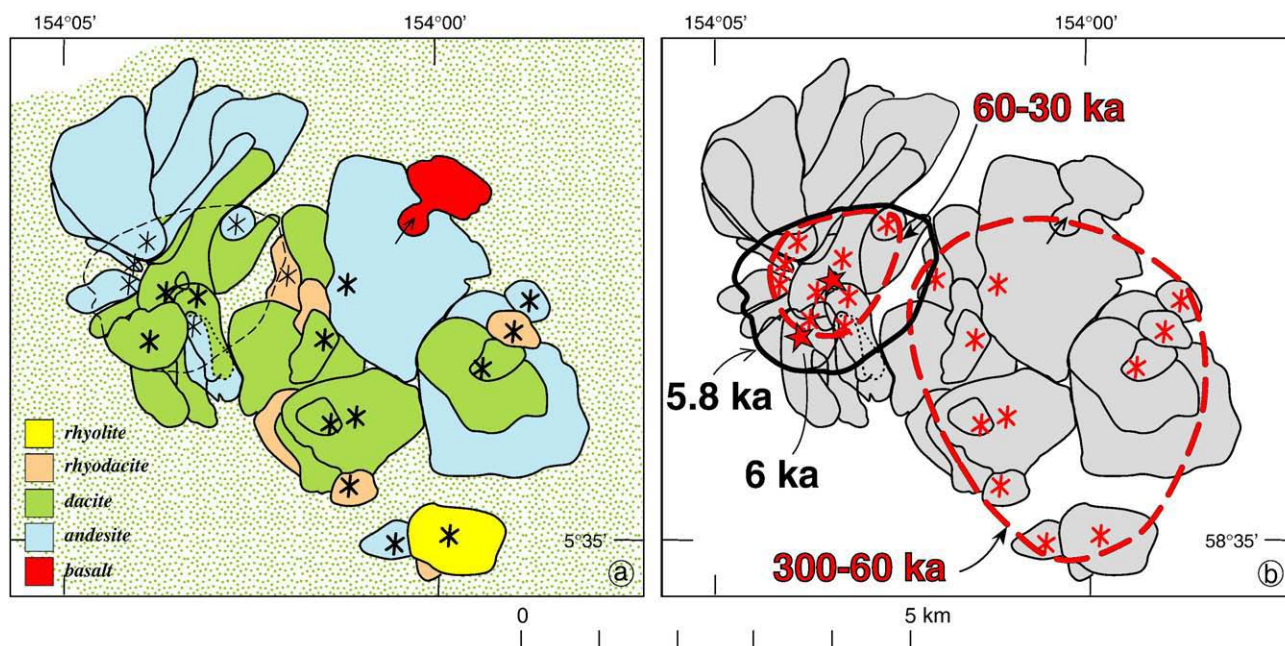 154°05’ 154°00’ 154°05’ 154°00’
60-30 ka
5.8 ka
6 ka
rhyolite
rhyodacite
dacite
andesite
basalt
5°35’ 58°35’
300-60 ka
a b
0 5 km